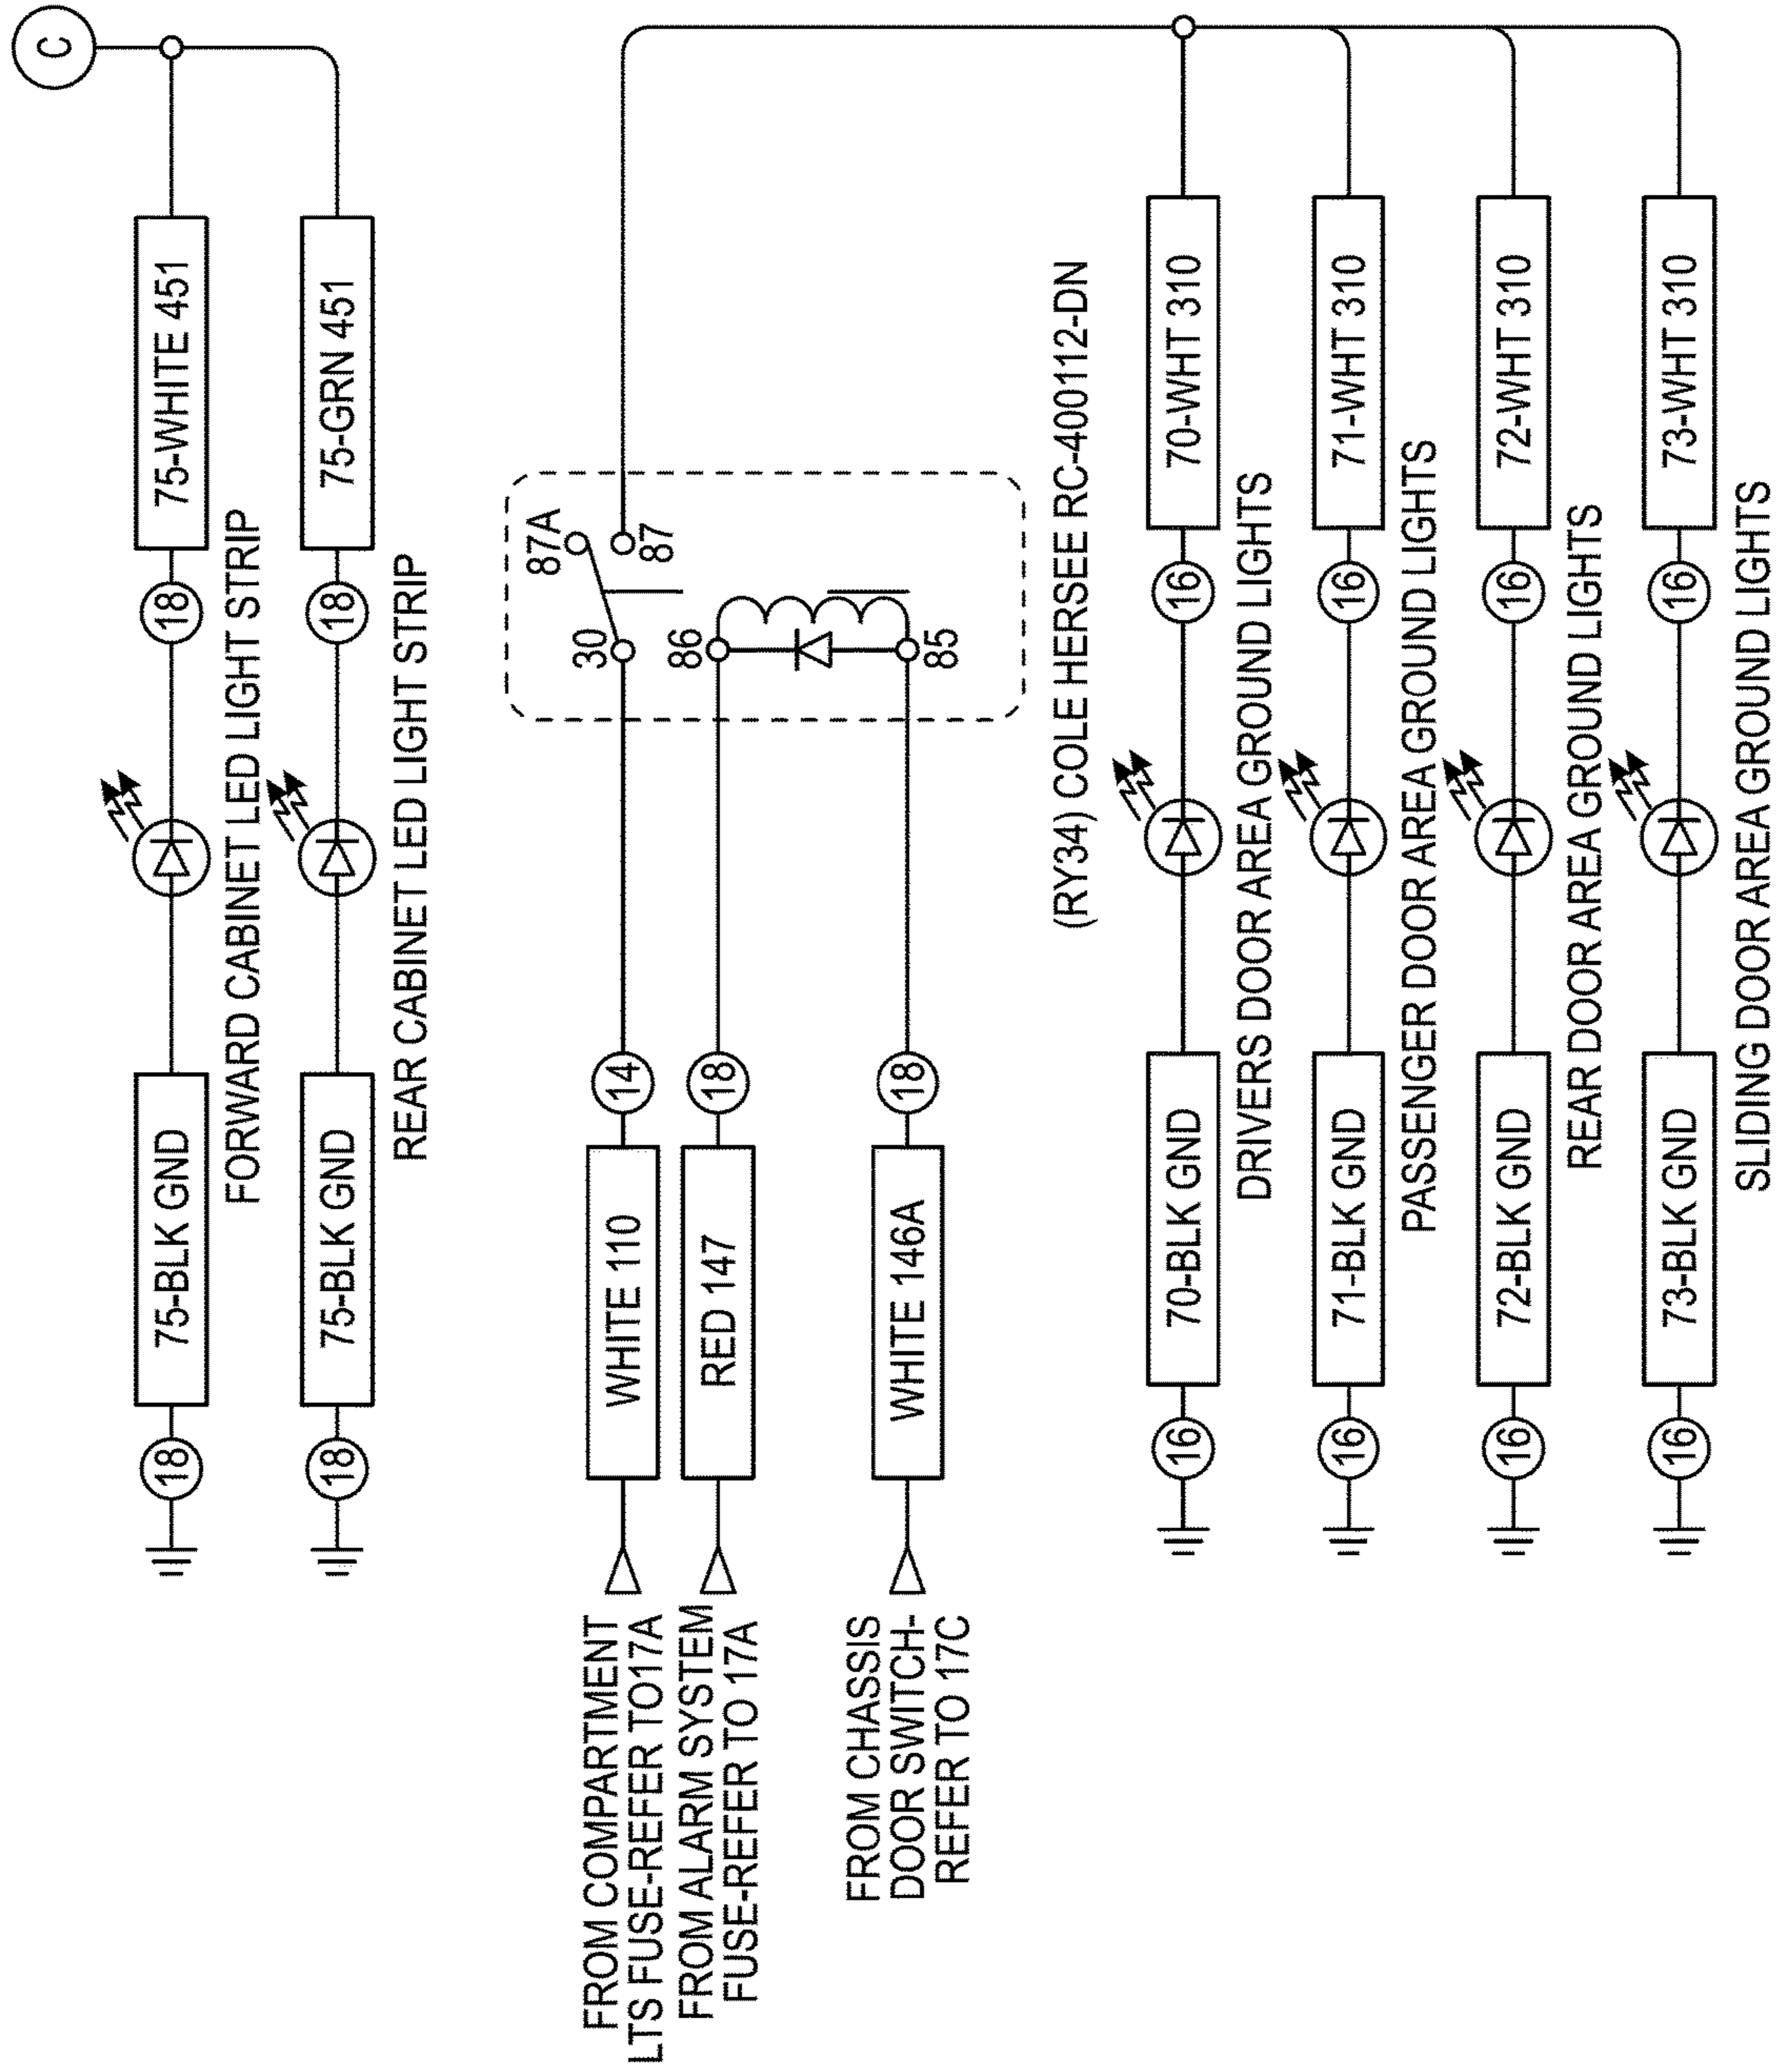 C
18
75-BLK GND
18
75-WHITE 451
FORWARD CABINET LED LIGHT STRIP
18
75-BLK GND
18
75-GRN 451
REAR CABINET LED LIGHT STRIP
FROM COMPARTMENT
LTS FUSE-REFER TO17A
WHITE 110
14
30
87A
87
FROM ALARM SYSTEM
FUSE-REFER TO 17A
RED 147
18
86
FROM CHASSIS
DOOR SWITCH-
REFER TO 17C
WHITE 146A
18
85
(RY34) COLE HERSEE RC-400112-DN
16
70-BLK GND
16
70-WHT 310
DRIVERS DOOR AREA GROUND LIGHTS
16
71-BLK GND
16
71-WHT 310
PASSENGER DOOR AREA GROUND LIGHTS
16
72-BLK GND
16
72-WHT 310
REAR DOOR AREA GROUND LIGHTS
16
73-BLK GND
16
73-WHT 310
SLIDING DOOR AREA GROUND LIGHTS